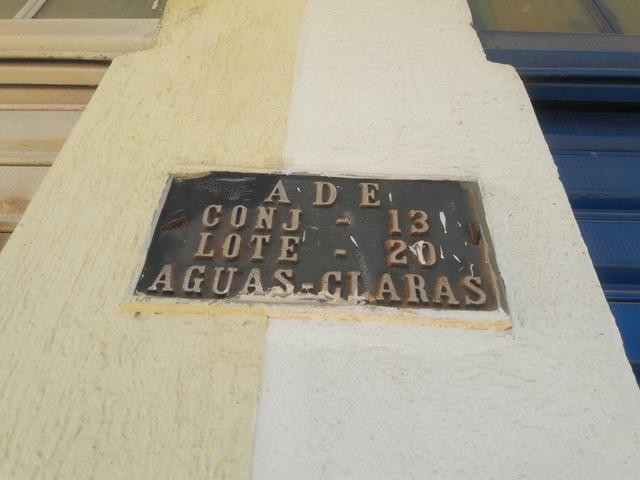 ADE
CONJ - 13
LOTE - 20
AGUAS-CLARAS